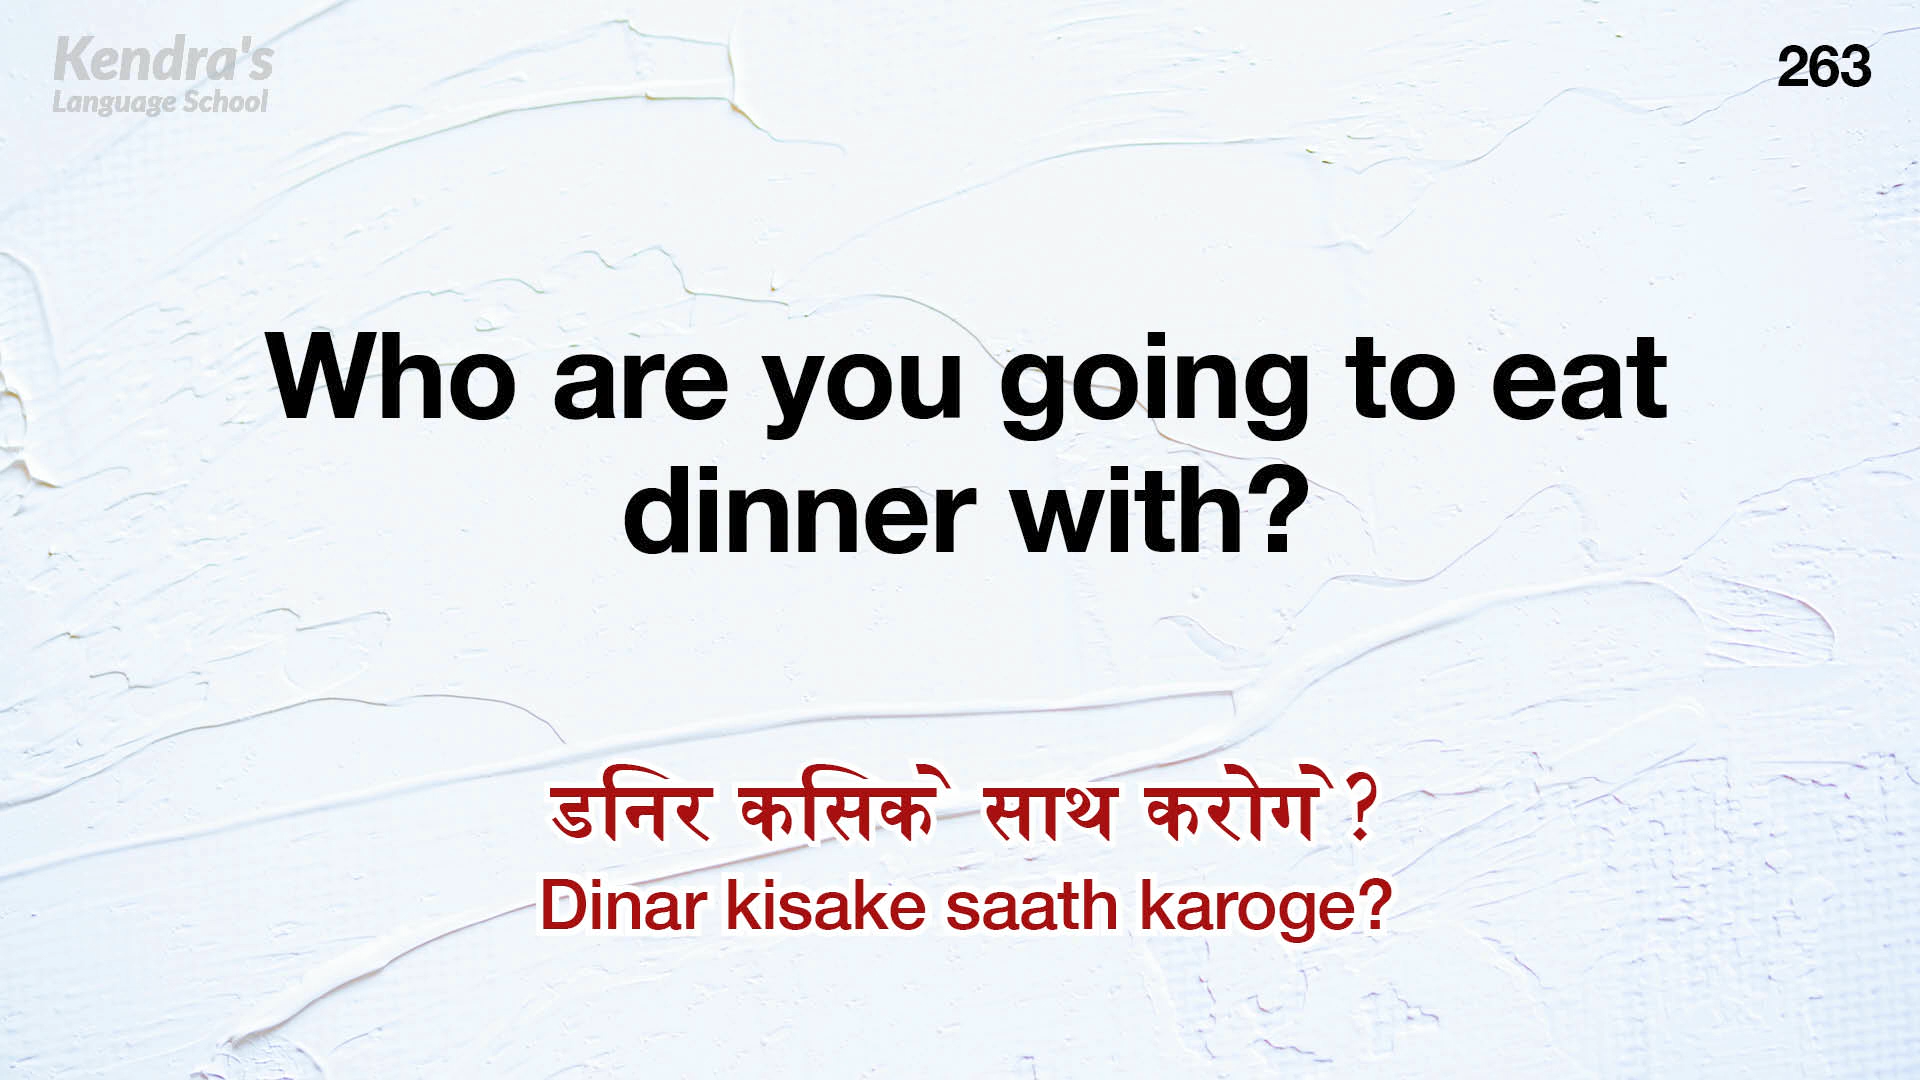 Kendra's
Language School
263
Who are you going to eat
dinner with?
डनिर कसिके साथ करोगे?
Dinar kisake saath karoge?